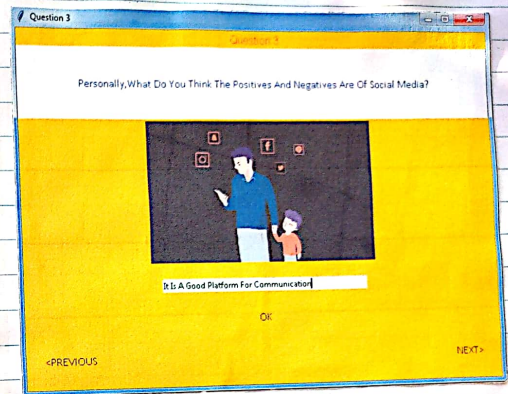 Question 3
Question 3
Personally,What Do You Think The Positives And Negatives Are Of Social Media?
It Is A Good Platform For Communication
OK
<PREVIOUS
NEXT>